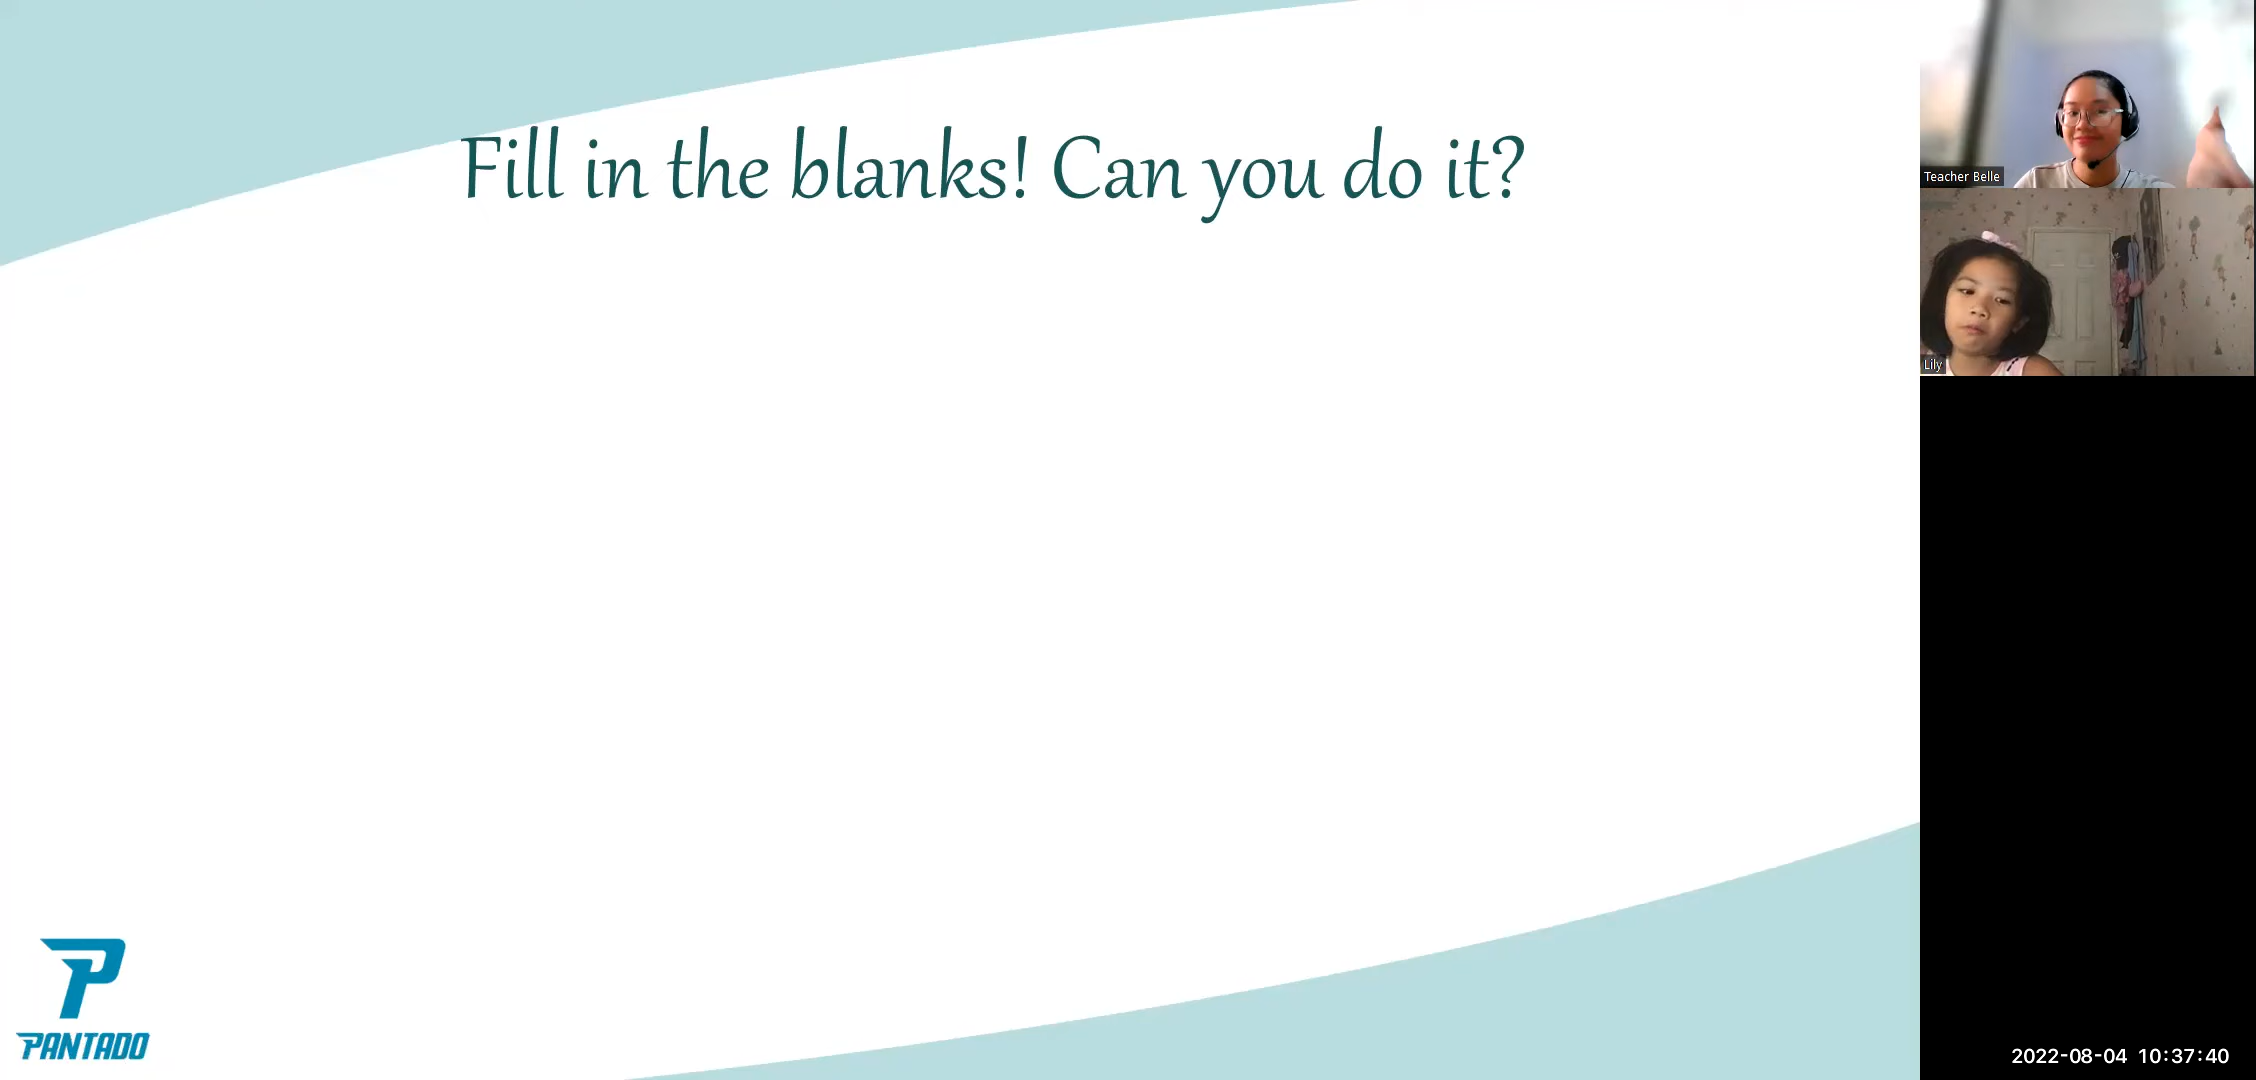 Fill in the blanks! Can you do it?
Teacher Belle
Lily
PANTADO
2022-08-04 10:37:40